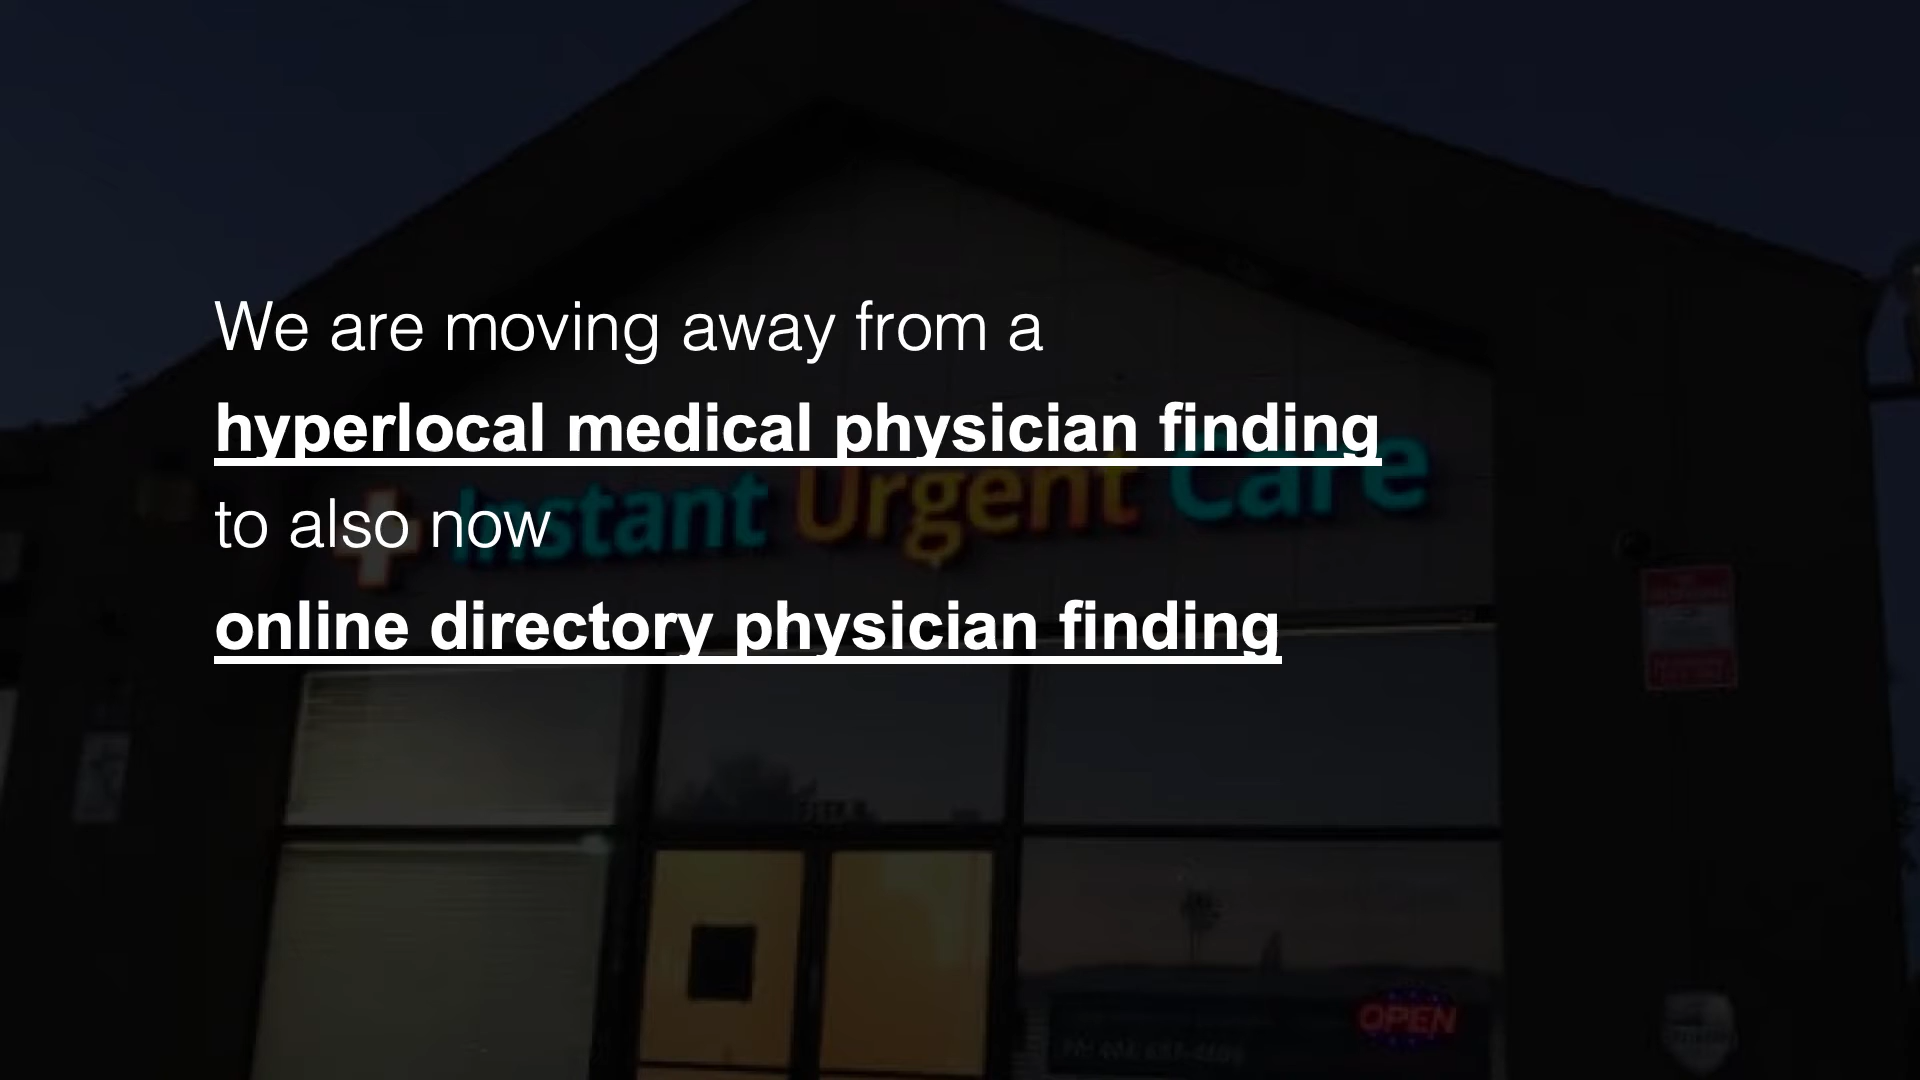 We are moving away from a
hyperlocal medical physician finding
to also now
online directory physician finding
Instant Urgent Care
OPEN